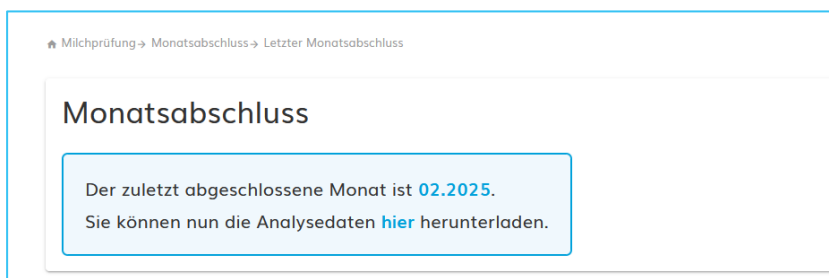 Milchprüfung → Monatsabschluss → Letzter Monatsabschluss
Monatsabschluss
Der zuletzt abgeschlossene Monat ist 02.2025.
Sie können nun die Analysedaten hier herunterladen.